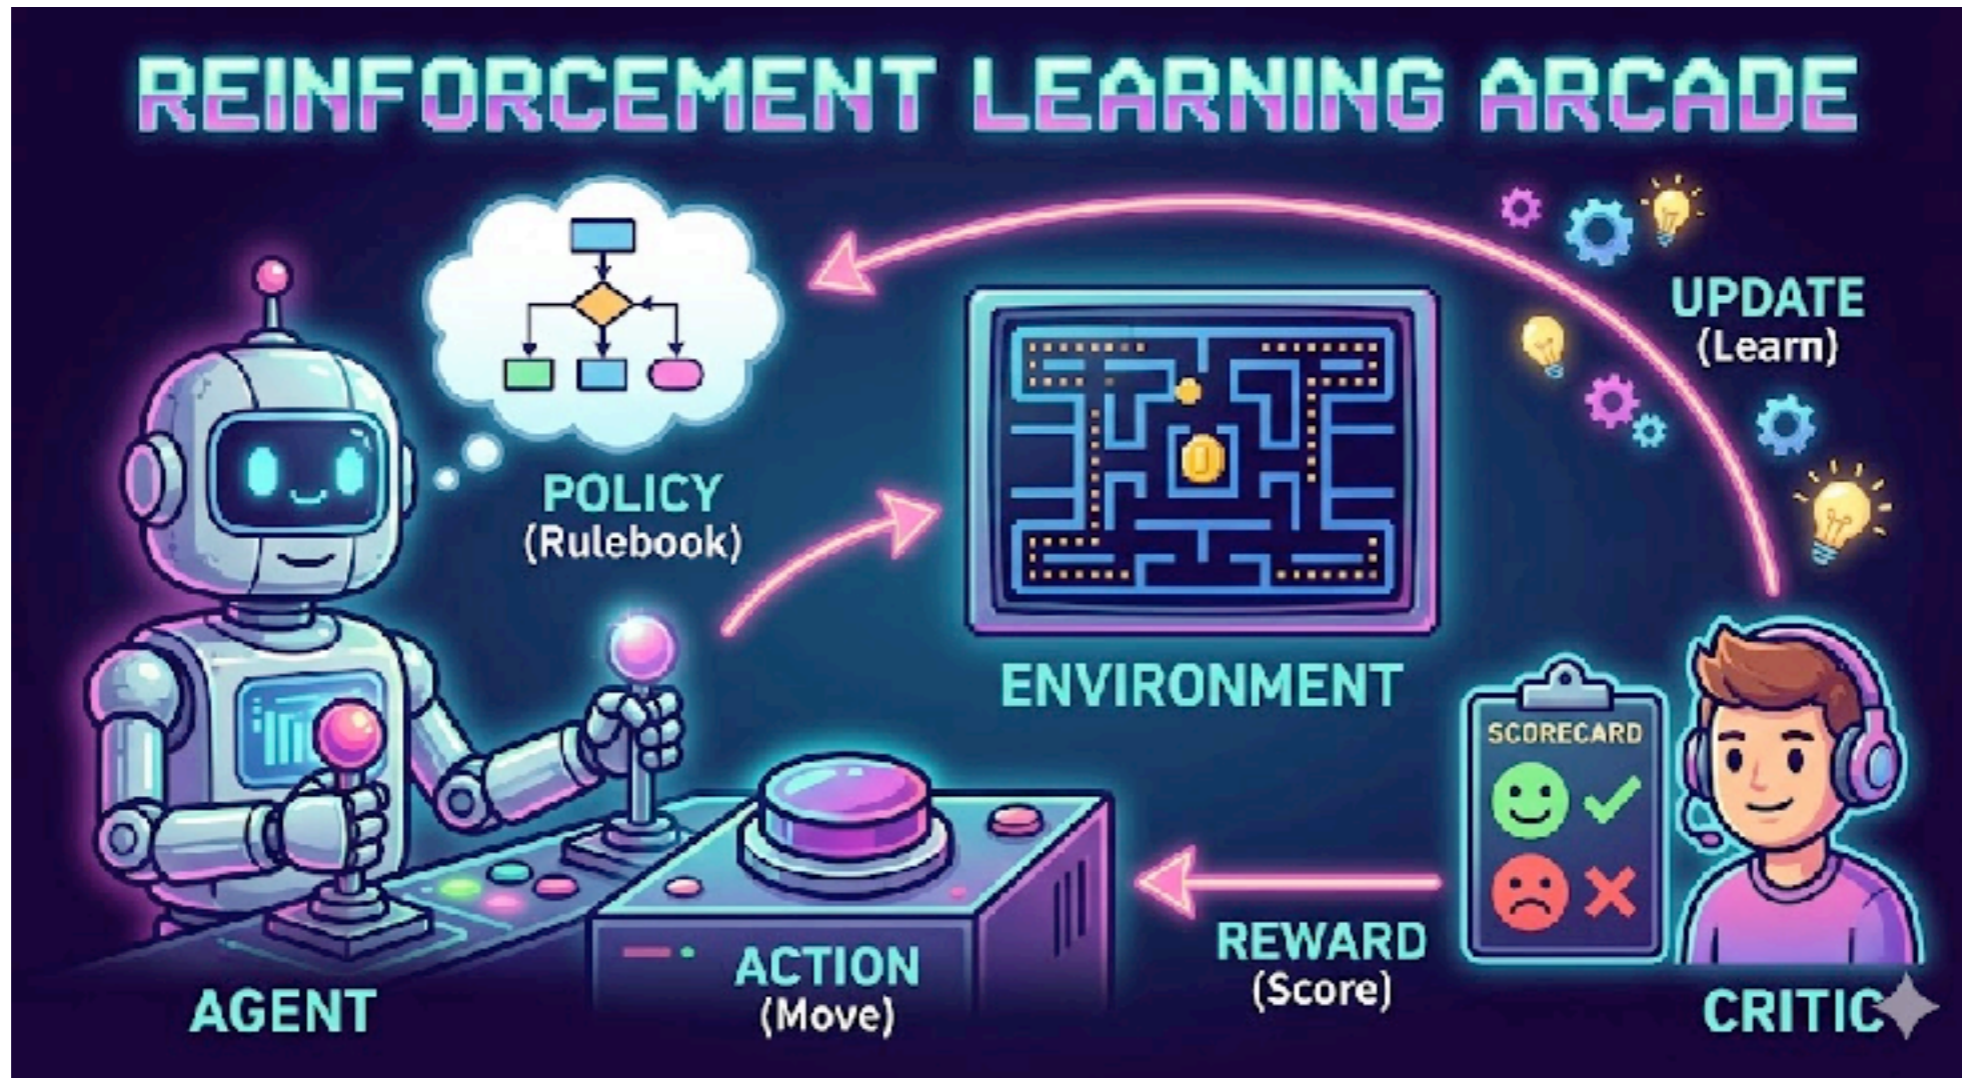 REINFORCEMENT LEARNING ARCADE
UPDATE
(Learn)
POLICY
(Rulebook)
ENVIRONMENT
SCORECARD
ACTION
(Move)
REWARD
(Score)
AGENT
CRITIC